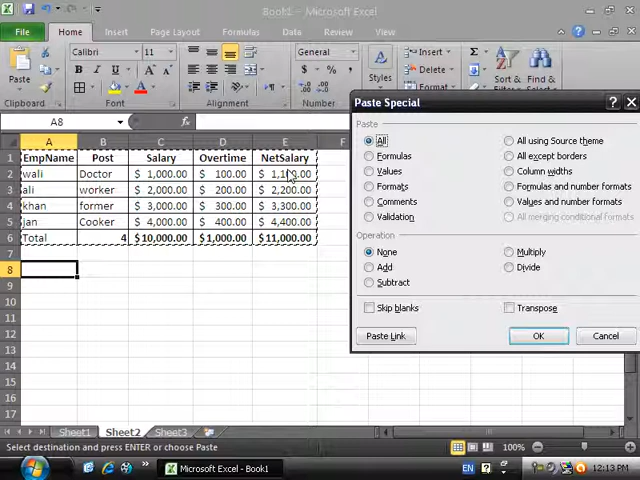 Book1 - Microsoft Excel
File Home Insert Page Layout Formulas Data Review View
Calibri 11 General Insert Σ
Paste B I U $ % , Styles Delete Sort & Find &
Format Filter Select
Clipboard Font Alignment Number
A8 fx
A B C D E F
1 EmpName Post Salary Overtime NetSalary
2 wali Doctor $ 1,000.00 $ 100.00
3 ali worker $ 2,000.00 $ 200.00 $ 2,200.00
4 khan former $ 3,000.00 $ 300.00 $ 3,300.00
5 jan Cooker $ 4,000.00 $ 400.00 $ 4,400.00
6 Total 4 $10,000.00 $1,000.00 $11,000.00
7
8
9
10
11
12
13
14
15
16
17
Paste Special
Paste
All All using Source theme
Formulas All except borders
Values Column widths
Formats Formulas and number formats
Comments Values and number formats
Validation All merging conditional formats
Operation
None Multiply
Add Divide
Subtract
Skip blanks Transpose
Paste Link OK Cancel
Sheet1 Sheet2 Sheet3
Select destination and press ENTER or choose Paste 100%
start Microsoft Excel - Book1 EN 12:13 PM